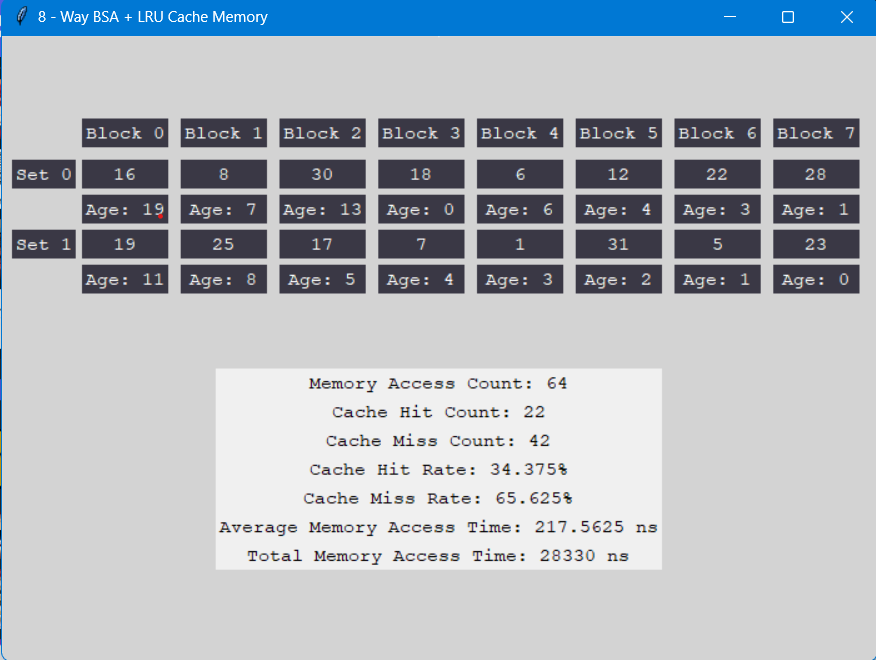 8 - Way BSA + LRU Cache Memory
Block 0 Block 1 Block 2 Block 3 Block 4 Block 5 Block 6 Block 7
Set 0 16 8 30 18 6 12 22 28
Age: 19 Age: 7 Age: 13 Age: 0 Age: 6 Age: 4 Age: 3 Age: 1
Set 1 19 25 17 7 1 31 5 23
Age: 11 Age: 8 Age: 5 Age: 4 Age: 3 Age: 2 Age: 1 Age: 0
Memory Access Count: 64
Cache Hit Count: 22
Cache Miss Count: 42
Cache Hit Rate: 34.375%
Cache Miss Rate: 65.625%
Average Memory Access Time: 217.5625 ns
Total Memory Access Time: 28330 ns